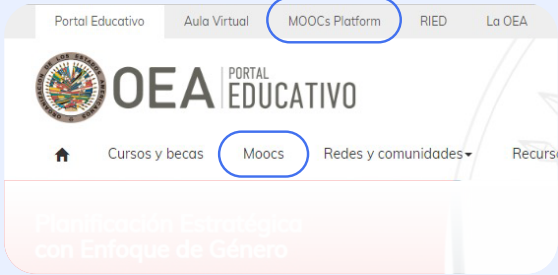 Portal Educativo Aula Virtual MOOCs Platform RIED La OEA
OEA PORTAL EDUCATIVO
Cursos y becas Moocs Redes y comunidades Recurs
Planificación Estratégica
con Enfoque de Género